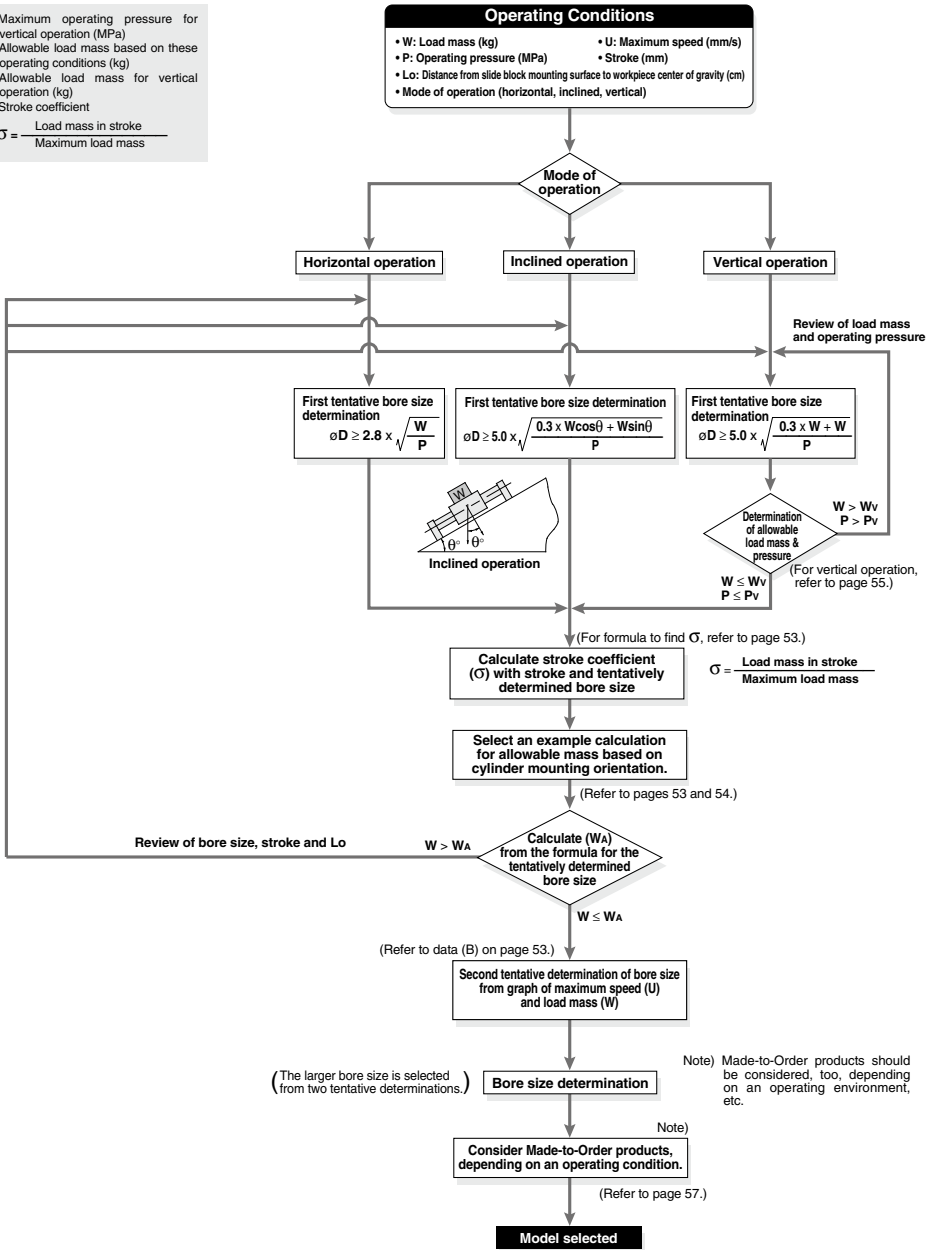 Maximum operating pressure for
vertical operation (MPa)
Allowable load mass based on these
operating conditions (kg)
Allowable load mass for vertical
operation (kg)
Stroke coefficient
σ = Load mass in stroke
Maximum load mass
Operating Conditions
• W: Load mass (kg) • U: Maximum speed (mm/s)
• P: Operating pressure (MPa) • Stroke (mm)
• Lo: Distance from slide block mounting surface to workpiece center of gravity (cm)
• Mode of operation (horizontal, inclined, vertical)
Mode of
operation
Horizontal operation
Inclined operation
Vertical operation
Review of load mass
and operating pressure
First tentative bore size
determination
øD ≥ 2.8 x √ W
P
First tentative bore size determination
øD ≥ 5.0 x √ 0.3 x Wcosθ + Wsinθ
P
First tentative bore size
determination
øD ≥ 5.0 x √ 0.3 x W + W
P
W
θ° θ°
Inclined operation
Determination
of allowable
load mass &
pressure
W > Wv
P > Pv
(For vertical operation,
refer to page 55.)
W ≤ Wv
P ≤ Pv
(For formula to find σ, refer to page 53.)
Calculate stroke coefficient
(σ) with stroke and tentatively
determined bore size
σ = Load mass in stroke
Maximum load mass
Select an example calculation
for allowable mass based on
cylinder mounting orientation.
(Refer to pages 53 and 54.)
Review of bore size, stroke and Lo
W > WA
Calculate (WA)
from the formula for the
tentatively determined
bore size
W ≤ WA
(Refer to data (B) on page 53.)
Second tentative determination of bore size
from graph of maximum speed (U)
and load mass (W)
(The larger bore size is selected
from two tentative determinations.)
Bore size determination
Note) Made-to-Order products should
be considered, too, depending
on an operating environment,
etc.
Note)
Consider Made-to-Order products,
depending on an operating condition.
(Refer to page 57.)
Model selected